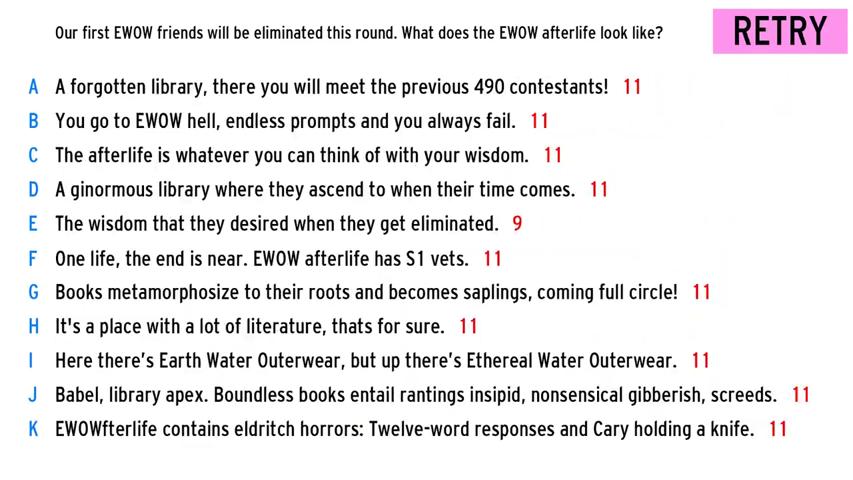 Our first EWOW friends will be eliminated this round. What does the EWOW afterlife look like?
RETRY
A A forgotten library, there you will meet the previous 490 contestants! 11
B You go to EWOW hell, endless prompts and you always fail. 11
C The afterlife is whatever you can think of with your wisdom. 11
D A ginormous library where they ascend to when their time comes. 11
E The wisdom that they desired when they get eliminated. 9
F One life, the end is near. EWOW afterlife has S1 vets. 11
G Books metamorphosize to their roots and becomes saplings, coming full circle! 11
H It's a place with a lot of literature, thats for sure. 11
I Here there's Earth Water Outerwear, but up there's Ethereal Water Outerwear. 11
J Babel, library apex. Boundless books entail rantings insipid, nonsensical gibberish, screeds. 11
K EWOWfterlife contains eldritch horrors: Twelve-word responses and Cary holding a knife. 11